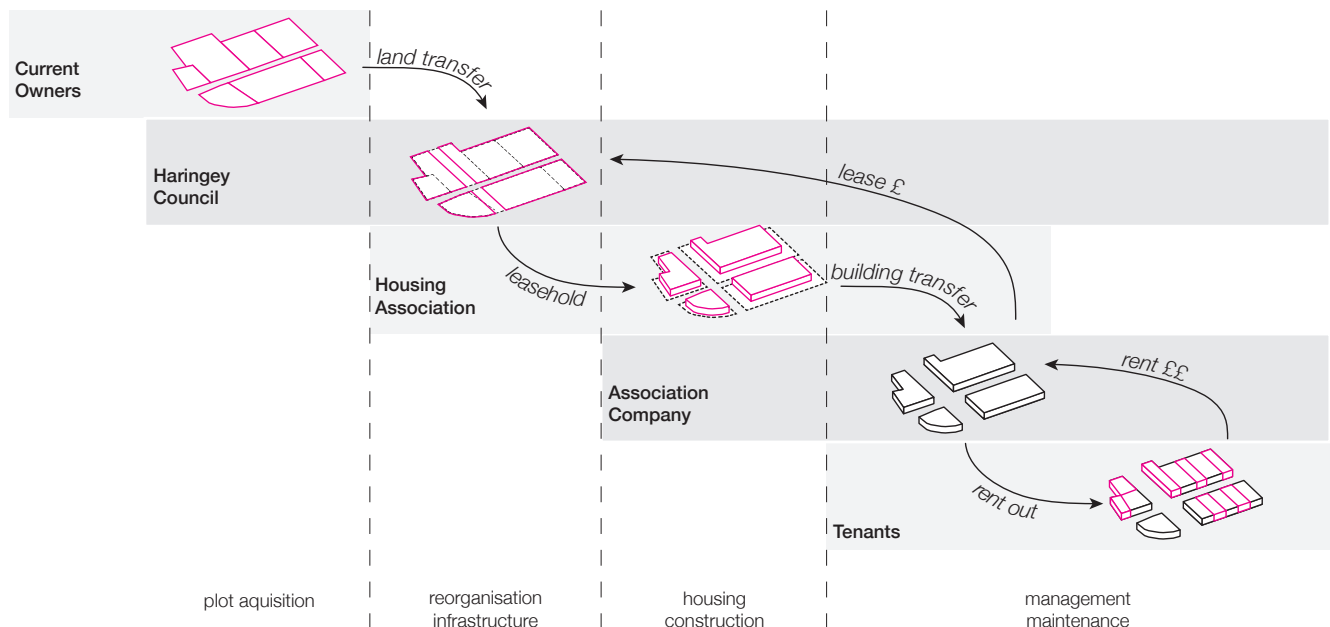 Current
Owners
land transfer
Haringey
Council
lease £
Housing
Association
leasehold
building transfer
Association
Company
rent ££
rent out
Tenants
plot aquisition
reorganisation
infrastructure
housing
construction
management
maintenance